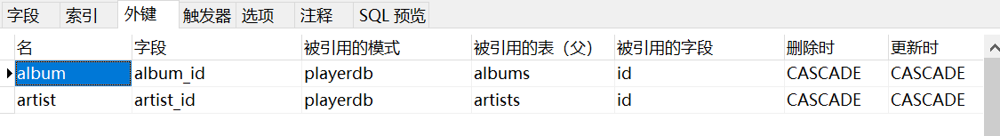 字段 索引 外键 触发器 选项 注释 SQL 预览
名 字段 被引用的模式 被引用的表（父） 被引用的字段 删除时 更新时
album album_id playerdb albums id CASCADE CASCADE
artist artist_id playerdb artists id CASCADE CASCADE